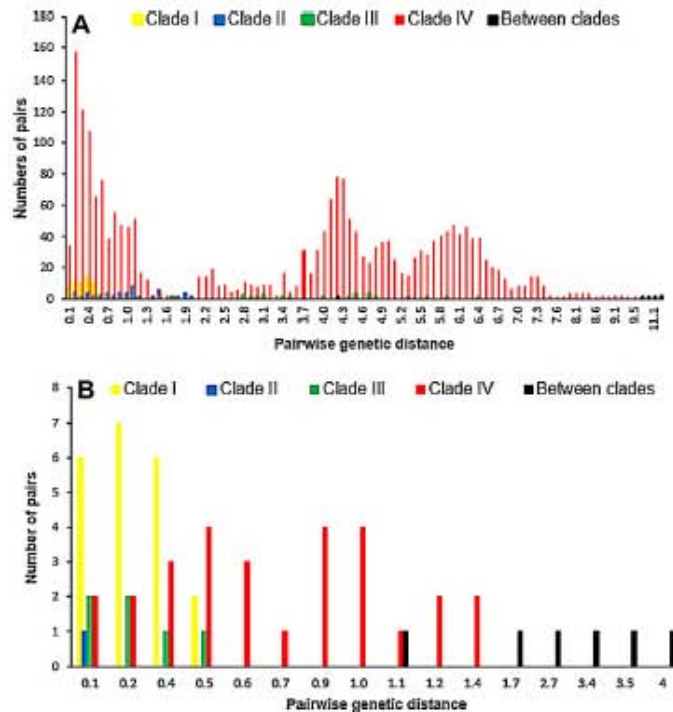 A
Clade I Clade II Clade III Clade IV Between clades
180
160
140
120
100
80
60
40
20
0
Numbers of pairs
0.1 0.4 0.7 1.0 1.3 1.6 1.9 2.2 2.5 2.8 3.1 3.4 3.7 4.0 4.3 4.6 4.9 5.2 5.5 5.8 6.1 6.4 6.7 7.0 7.3 7.6 8.1 8.6 9.1 9.5 11.1
Pairwise genetic distance
B
Clade I Clade II Clade III Clade IV Between clades
8
7
6
5
4
3
2
1
0
Number of pairs
0.1 0.2 0.4 0.5 0.6 0.7 0.9 1.0 1.1 1.2 1.4 1.7 2.7 3.4 3.5 4
Pairwise genetic distance